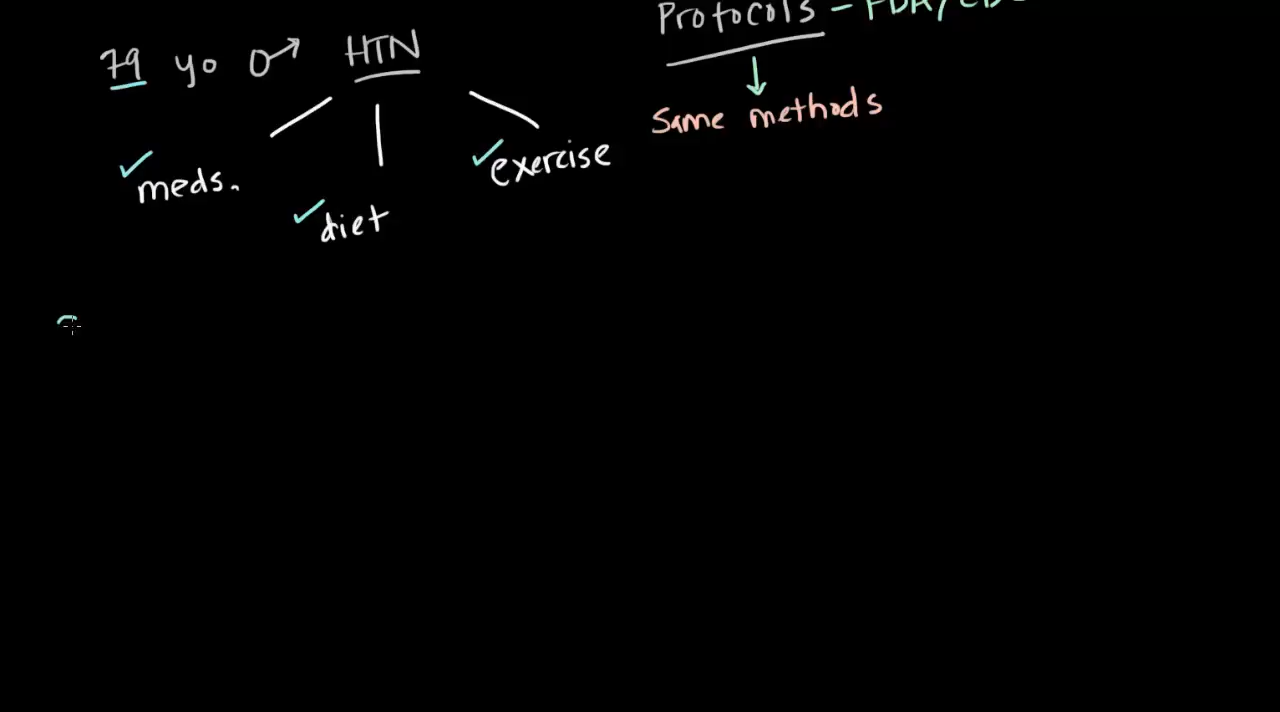 79 yo ♂ HTN
meds.
diet
exercise
Protocols –
Same methods